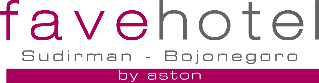 favehotel
Sudirman - Bojonegoro
by aston